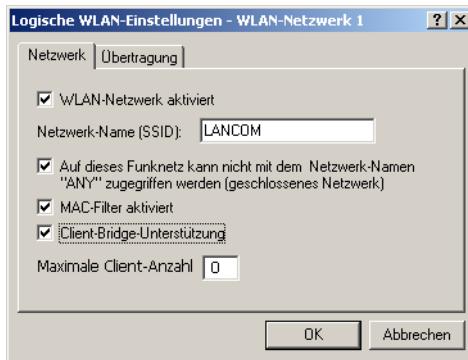 Logische WLAN-Einstellungen - WLAN-Netzwerk 1
Netzwerk
Übertragung
WLAN-Netzwerk aktiviert
Netzwerk-Name (SSID): LANCOM
Auf dieses Funknetz kann nicht mit dem Netzwerk-Namen
"ANY" zugegriffen werden (geschlossenes Netzwerk)
MAC-Filter aktiviert
Client-Bridge-Unterstützung
Maximale Client-Anzahl 0
OK
Abbrechen